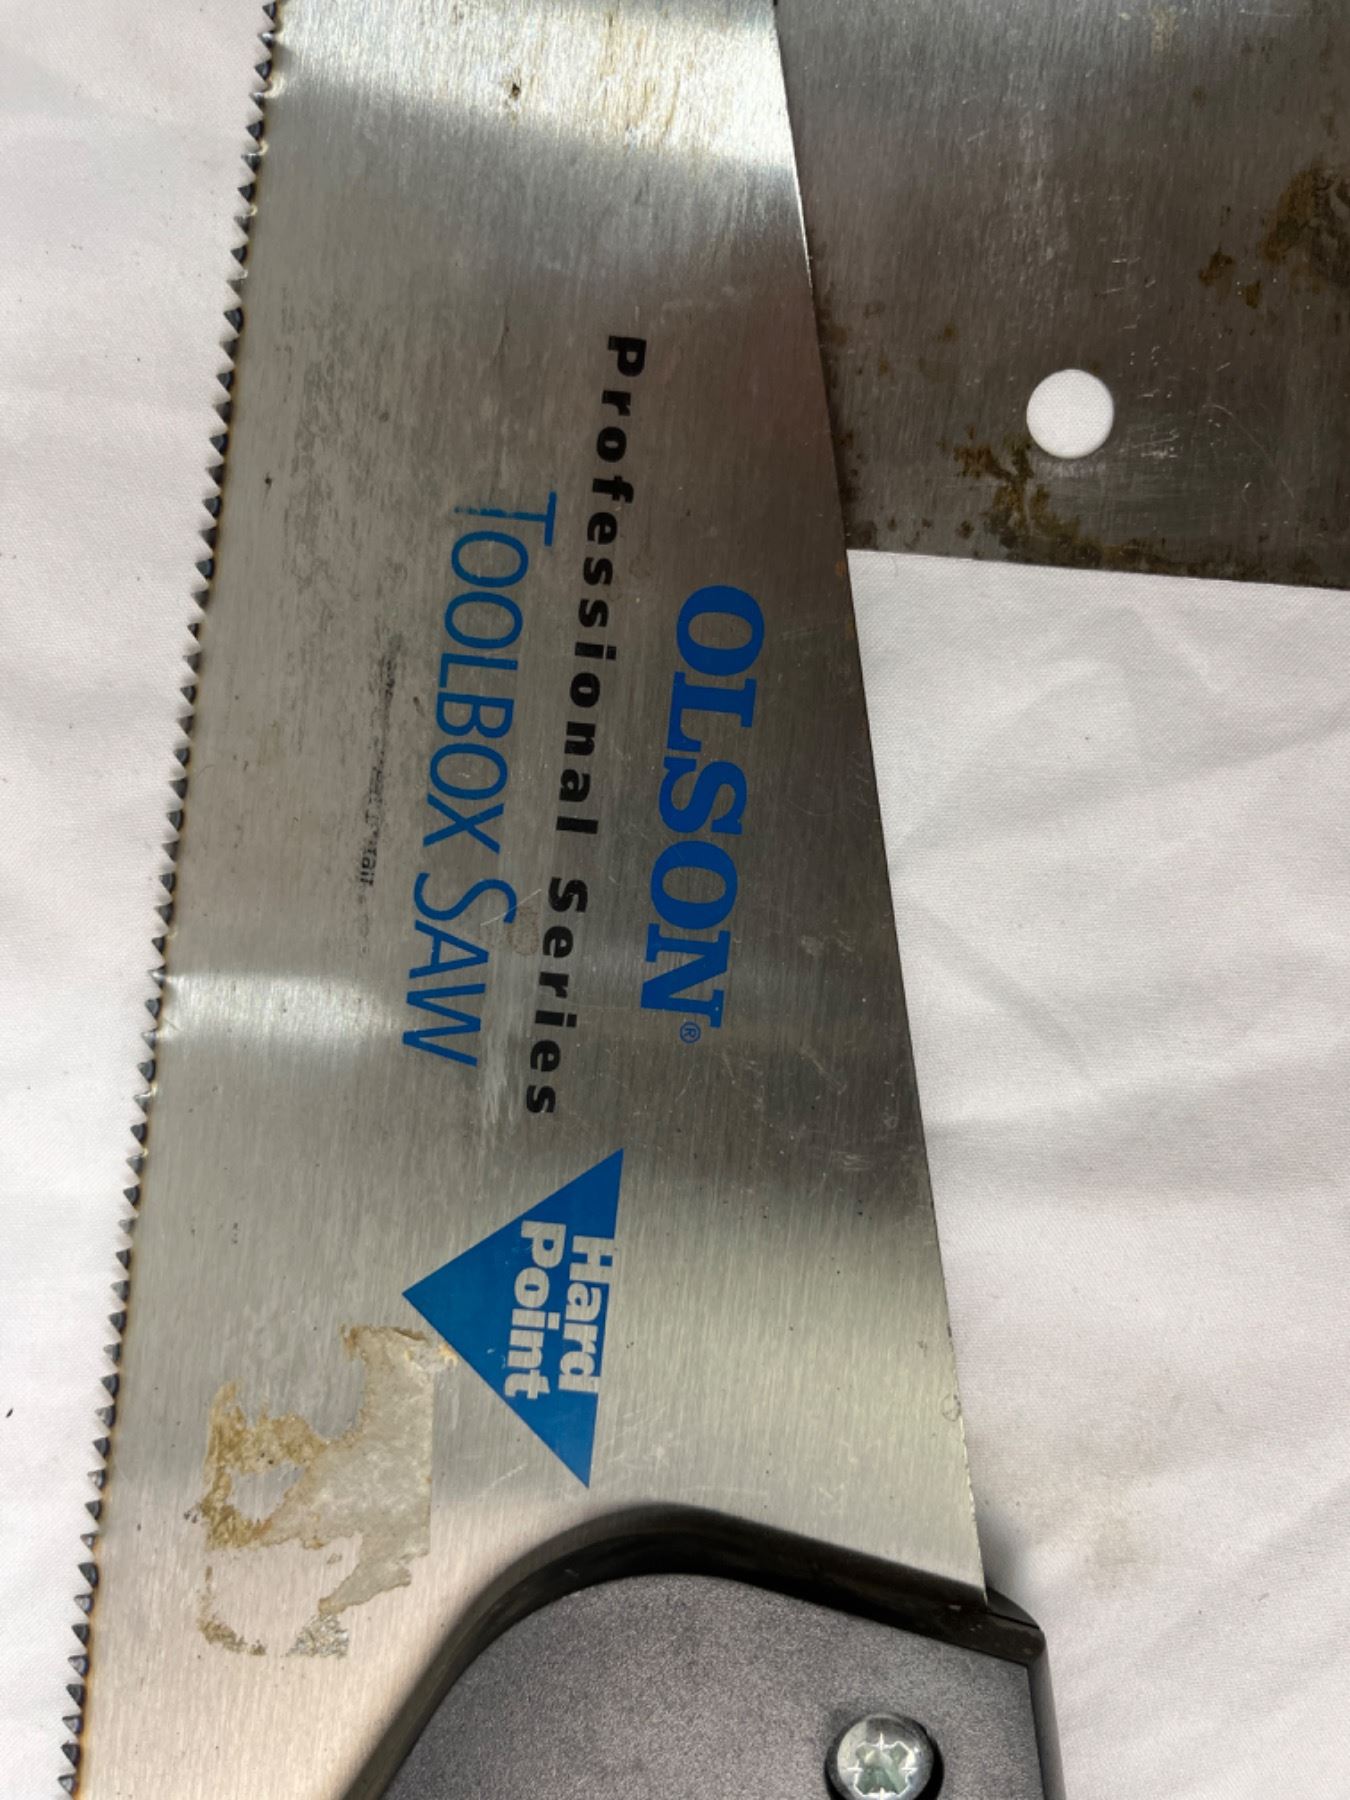 OLSON®
Professional Series
TOOLBOX SAW
Hard
Point